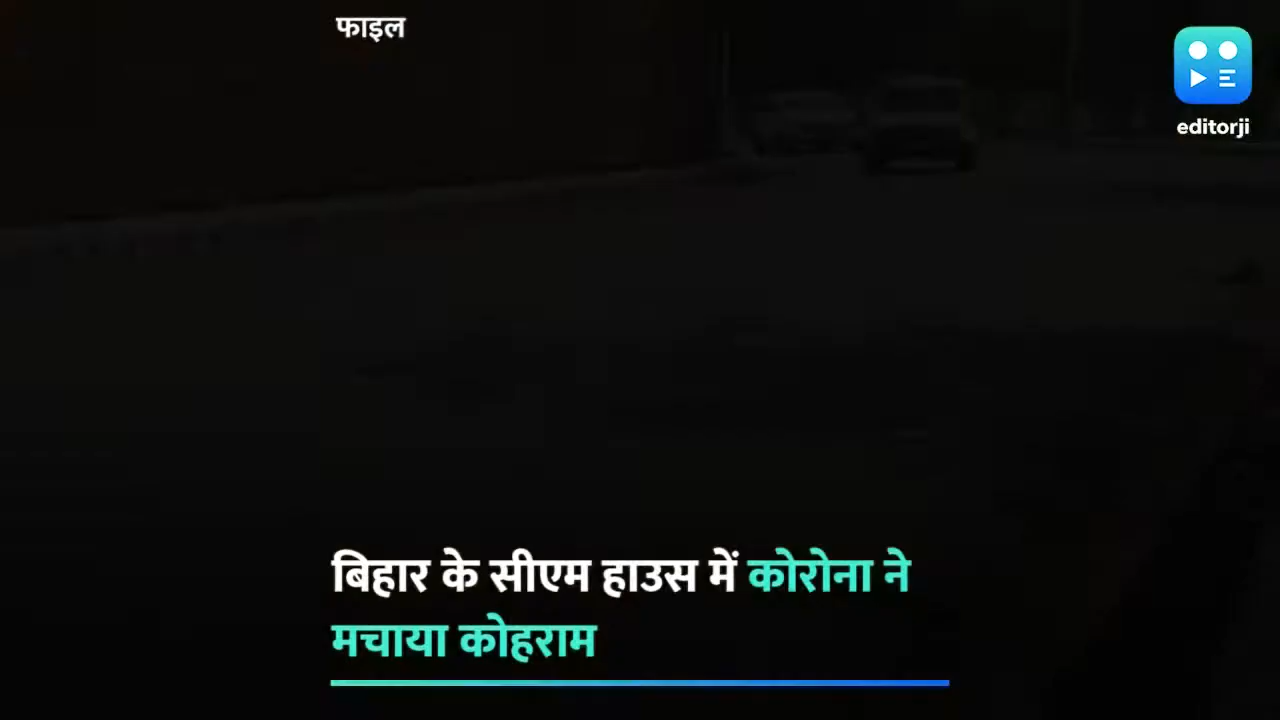 फाइल
editorji
बिहार के सीएम हाउस में कोरोना ने
मचाया कोहराम